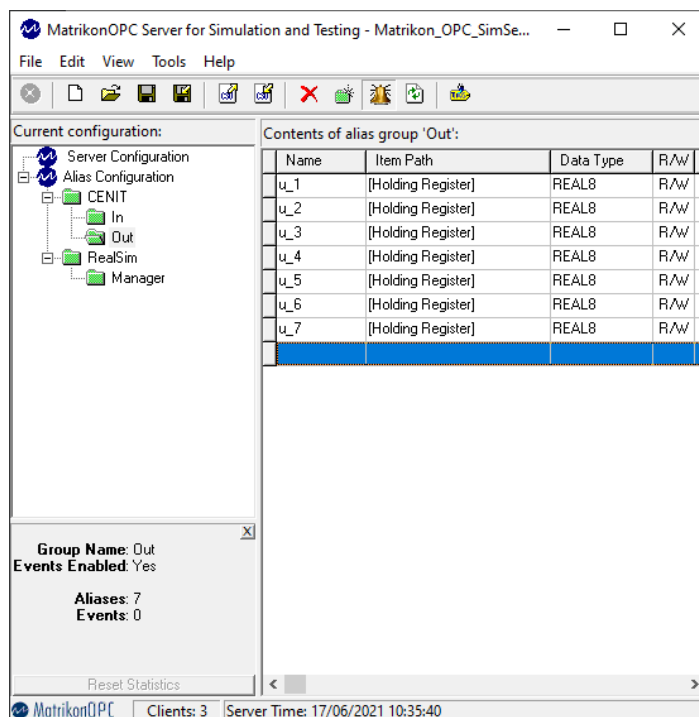 MatrikonOPC Server for Simulation and Testing - Matrikon_OPC_SimSe...
File Edit View Tools Help
Current configuration:
Server Configuration
Alias Configuration
CENIT
In
Out
RealSim
Manager
Contents of alias group 'Out':
Name Item Path Data Type R/W
u_1 [Holding Register] REAL8 R/W
u_2 [Holding Register] REAL8 R/W
u_3 [Holding Register] REAL8 R/W
u_4 [Holding Register] REAL8 R/W
u_5 [Holding Register] REAL8 R/W
u_6 [Holding Register] REAL8 R/W
u_7 [Holding Register] REAL8 R/W
Group Name: Out
Events Enabled: Yes
Aliases: 7
Events: 0
Reset Statistics
MatrikonOPC Clients: 3 Server Time: 17/06/2021 10:35:40